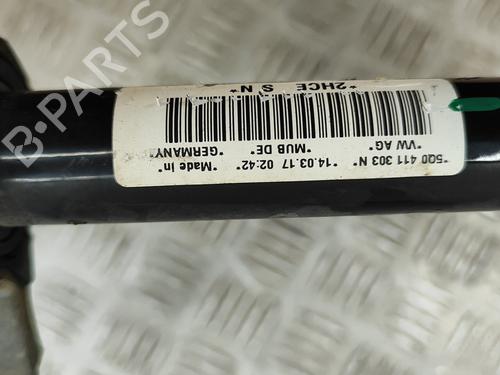 *5Q0 411 303 N* *14.03.17 02:42* *Made In*
*VW AG* *MUB DE* *GERMANY*
*2HCE S N*
B-PARTS